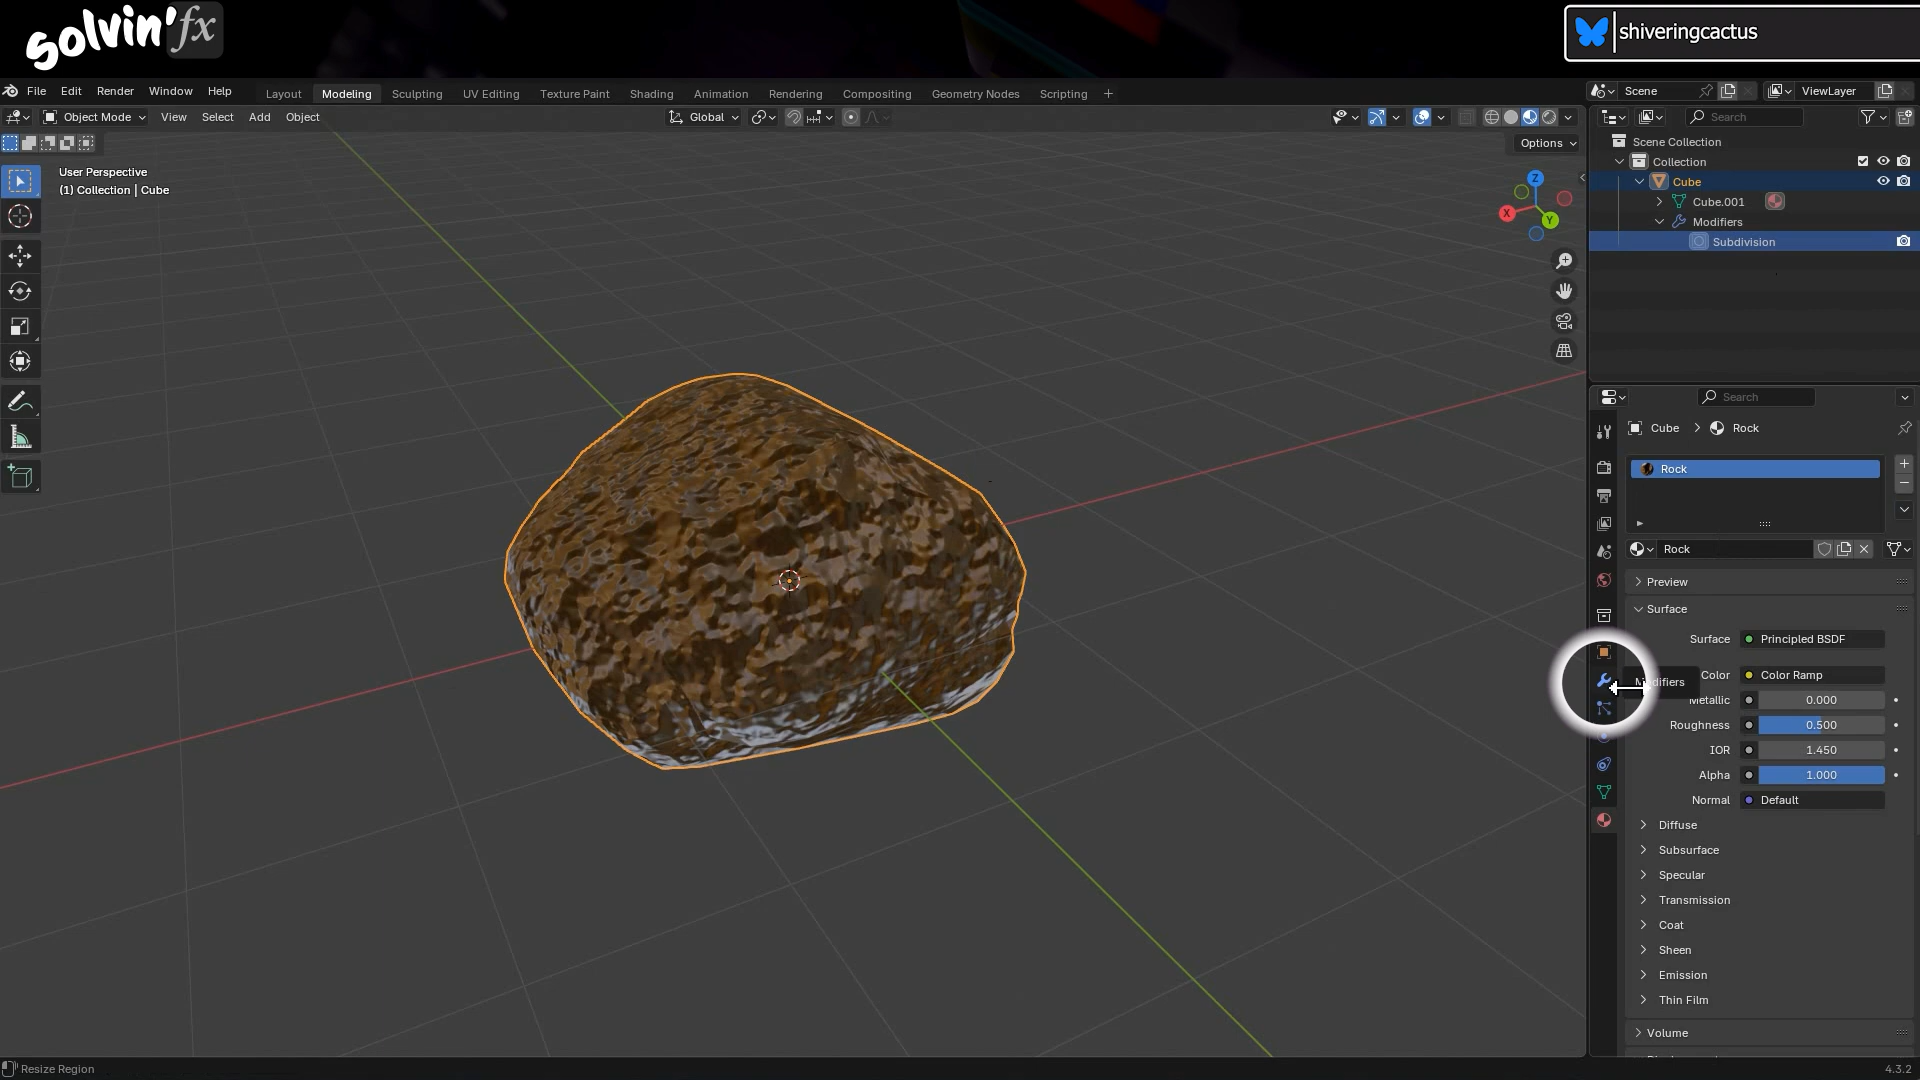 solvin'fx
shiveringcactus
File Edit Render Window Help
Layout Modeling Sculpting UV Editing Texture Paint Shading Animation Rendering Compositing Geometry Nodes Scripting +
Scene
ViewLayer
Object Mode View Select Add Object
Global
Search
Options
Scene Collection
Collection
Cube
Cube.001
Modifiers
Subdivision
User Perspective
(1) Collection | Cube
Z
X
Y
Search
Cube > Rock
Rock
Rock
Preview
Surface
Surface Principled BSDF
Color Color Ramp
Modifiers
Metallic 0.000
Roughness 0.500
IOR 1.450
Alpha 1.000
Normal Default
Diffuse
Subsurface
Specular
Transmission
Coat
Sheen
Emission
Thin Film
Volume
Resize Region
4.3.2